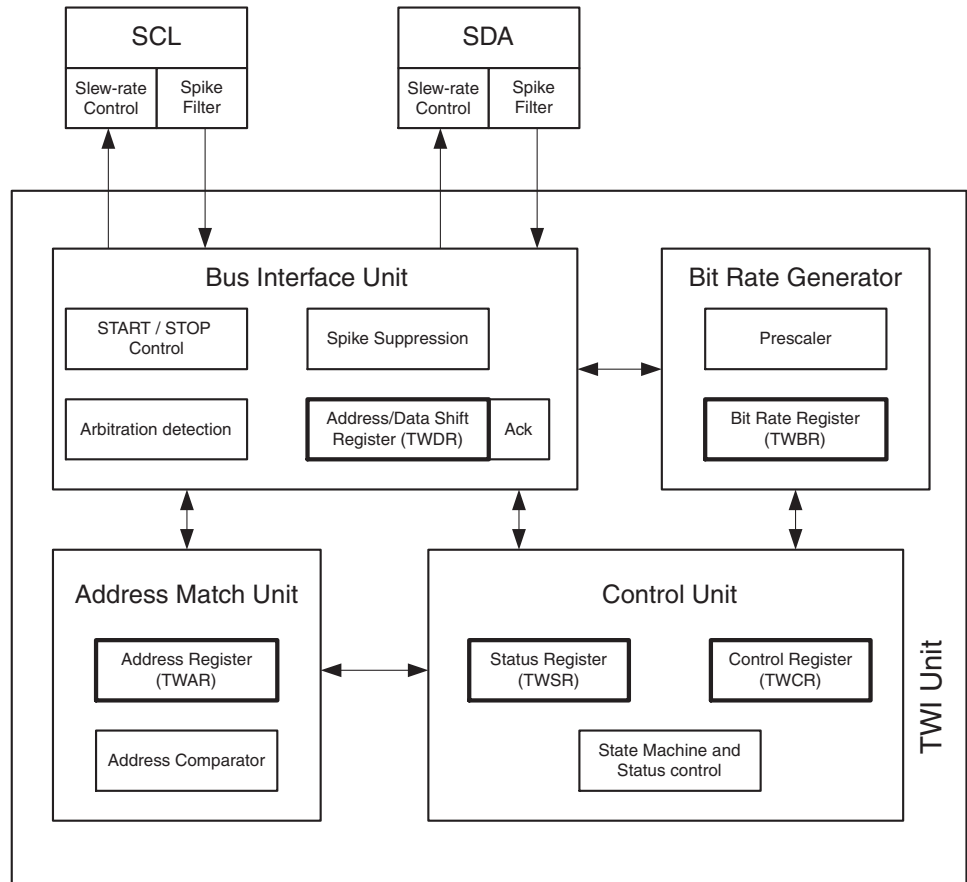 SCL
Slew-rate
Control
Spike
Filter
SDA
Slew-rate
Control
Spike
Filter
Bus Interface Unit
START / STOP
Control
Spike Suppression
Arbitration detection
Address/Data Shift
Register (TWDR)
Ack
Bit Rate Generator
Prescaler
Bit Rate Register
(TWBR)
Address Match Unit
Address Register
(TWAR)
Address Comparator
Control Unit
Status Register
(TWSR)
Control Register
(TWCR)
State Machine and
Status control
TWI Unit